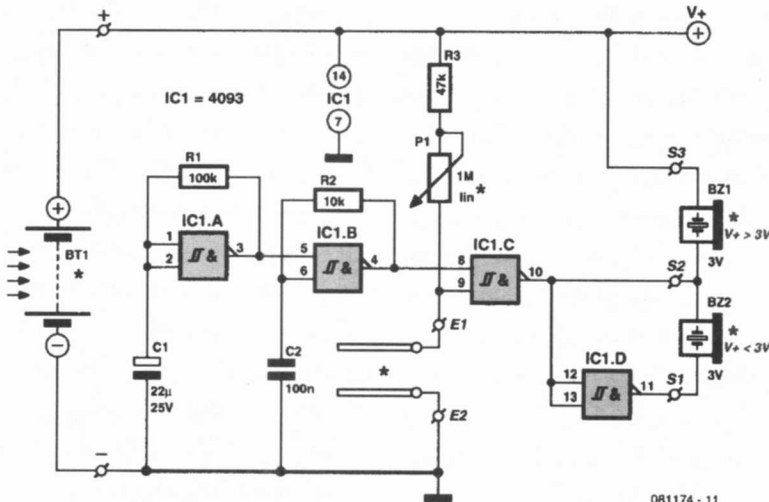 +
V+
+
IC1 = 4093
14
IC1
7
R3
47k
P1
1M
lin *
R1
100k
R2
10k
IC1.A
1
2
3
&
IC1.B
5
6
4
&
IC1.C
8
9
10
&
IC1.D
12
13
11
&
+
BT1
*
−
C1
22µ
25V
C2
100n
E1
*
E2
S3
BZ1
*
V+ > 3V
3V
S2
BZ2
*
V+ < 3V
3V
S1
−
081174 - 11